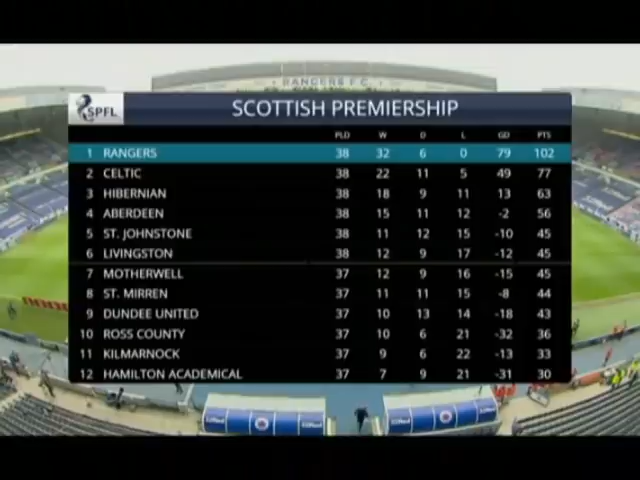 RANGERS F.C.
SPFL
SCOTTISH PREMIERSHIP
PLD W D L GD PTS
1 RANGERS 38 32 6 0 79 102
2 CELTIC 38 22 11 5 49 77
3 HIBERNIAN 38 18 9 11 13 63
4 ABERDEEN 38 15 11 12 -2 56
5 ST. JOHNSTONE 38 11 12 15 -10 45
6 LIVINGSTON 38 12 9 17 -12 45
7 MOTHERWELL 37 12 9 16 -15 45
8 ST. MIRREN 37 11 11 15 -8 44
9 DUNDEE UNITED 37 10 13 14 -18 43
10 ROSS COUNTY 37 10 6 21 -32 36
11 KILMARNOCK 37 9 6 22 -13 33
12 HAMILTON ACADEMICAL 37 7 9 21 -31 30